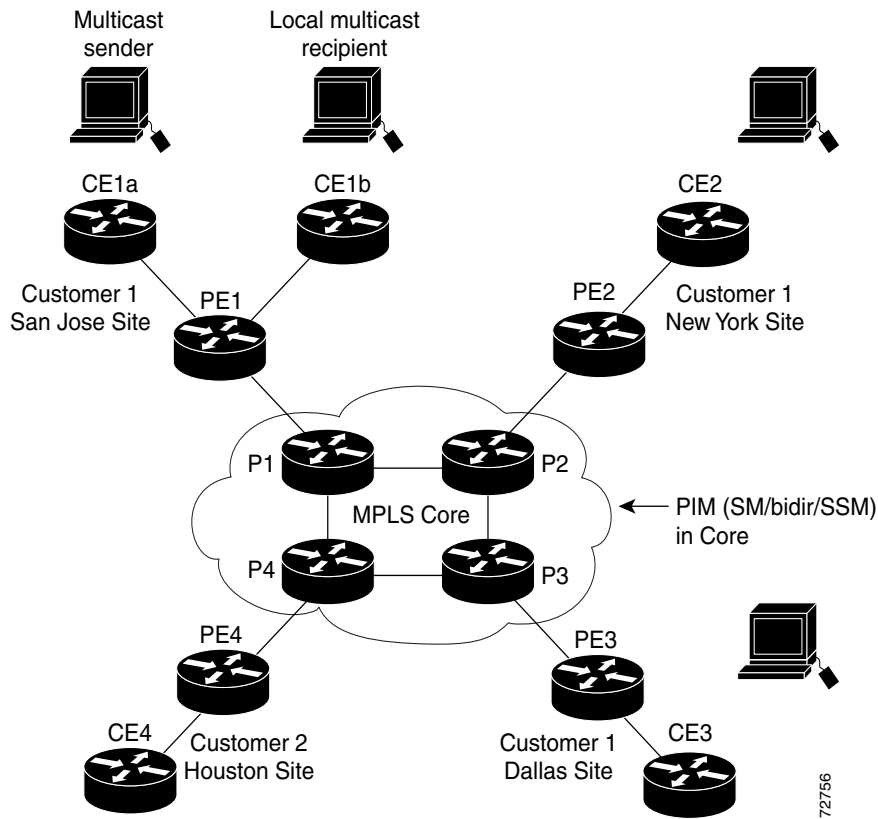 Multicast
sender
Local multicast
recipient
CE1a
CE1b
CE2
Customer 1
San Jose Site
PE1
PE2
Customer 1
New York Site
P1
P2
MPLS Core
PIM (SM/bidir/SSM)
in Core
P4
P3
PE4
PE3
CE4
Customer 2
Houston Site
Customer 1
Dallas Site
CE3
72756